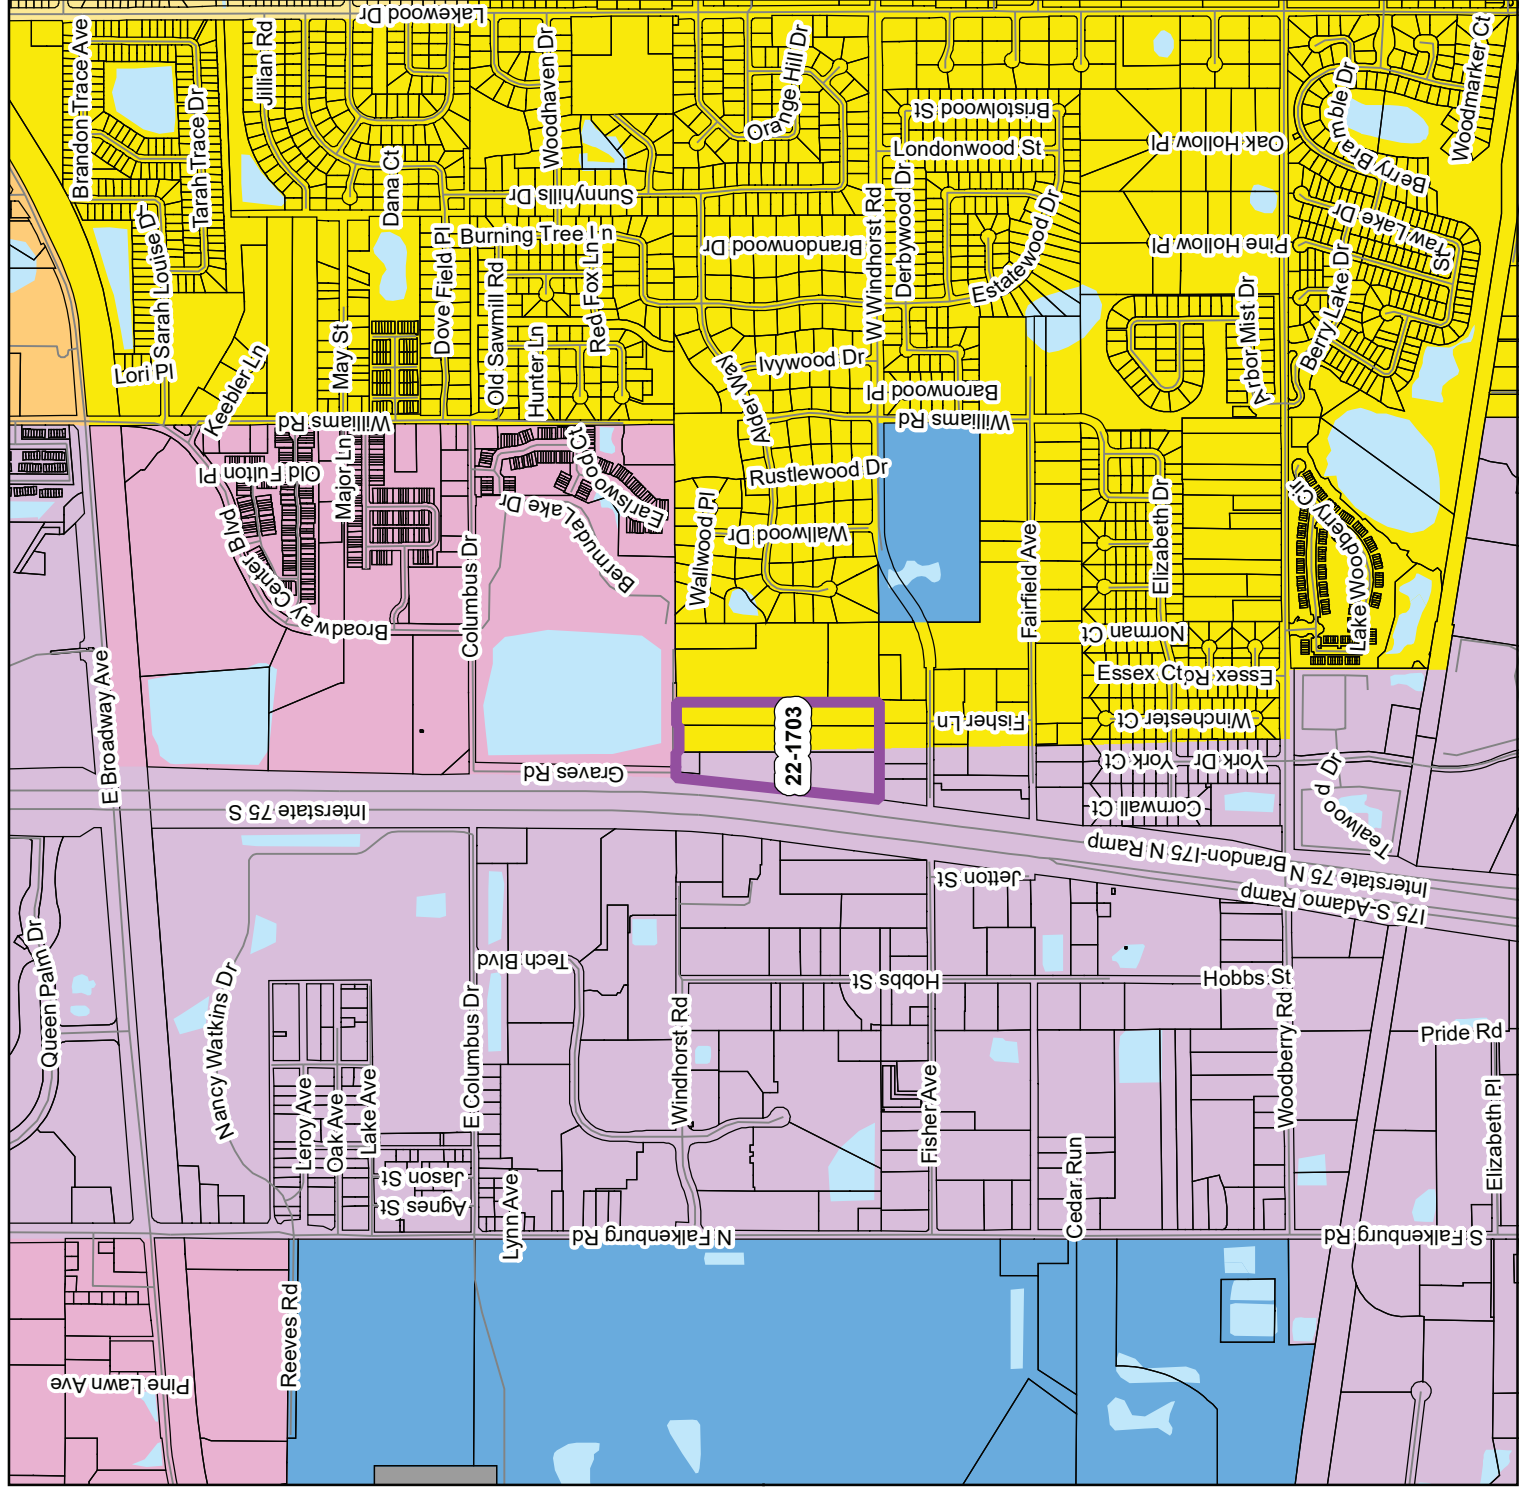 Lakewood Dr
Brandon Trace Ave
Jillian Rd
Woodhaven Dr
Orange Hill Dr
Woodmarker Ct
Tarah Trace Dr
Bristolwood St
Berry Bramble Dr
Dana Ct
Londonwood St
Oak Hollow Pl
Sunnyhills Dr
Sarah Louise Dr
Burning Tree Ln
Brandonwood Dr
W Windhorst Rd
Derbywood Dr
Estatewood Dr
Pine Hollow Pl
Straw Lake Dr
Dove Field Pl
Old Sawmill Rd
Red Fox Ln
Berry Lake Dr
Lori Pl
Keebler Ln
May St
Hunter Ln
Ivywood Dr
Alder Way
Baronwood Pl
Arbor Mist Dr
Williams Rd
Williams Rd
Old Fulton Pl
Major Ln
Earlswood Ct
Rustlewood Dr
Bermuda Lake Dr
Wallwood Pl
Wallwood Dr
Elizabeth Dr
Lake Woodberry Cir
Broadway Center Blvd
Columbus Dr
Fairfield Ave
Norman Ct
E Broadway Ave
Essex Ct
Essex Rd
22-1703
Fisher Ln
Winchester Ct
Graves Rd
York Ct
York Dr
Tealwood Dr
Interstate 75 S
Cornwall Ct
Brandon-I75 N Ramp
Interstate 75 N
Jetton St
I75 S-Adamo Ramp
Queen Palm Dr
Nancy Watkins Dr
Tech Blvd
Hobbs St
Hobbs St
E Columbus Dr
Windhorst Rd
Woodberry Rd
Pride Rd
Leroy Ave
Oak Ave
Lake Ave
Fisher Ave
Elizabeth Pl
Jason St
Agnes St
Lynn Ave
Cedar Run
N Falkenburg Rd
S Falkenburg Rd
Reeves Rd
Pine Lawn Ave